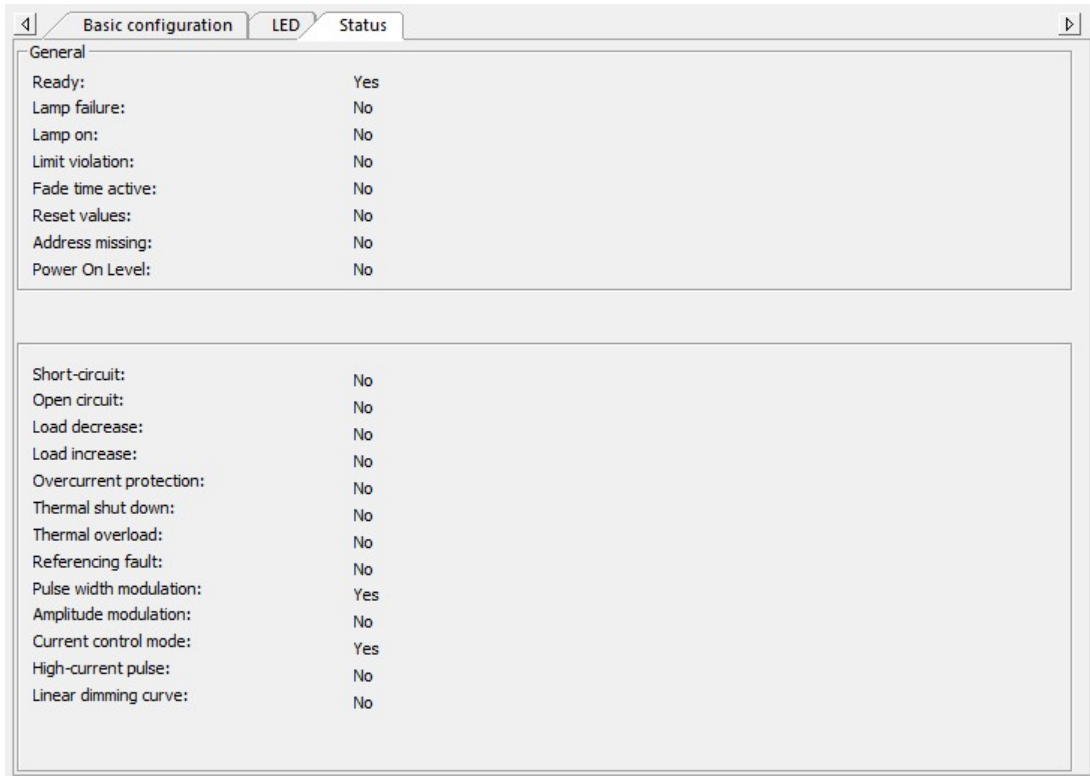 Basic configuration LED Status
General
Ready: Yes
Lamp failure: No
Lamp on: No
Limit violation: No
Fade time active: No
Reset values: No
Address missing: No
Power On Level: No
Short-circuit: No
Open circuit: No
Load decrease: No
Load increase: No
Overcurrent protection: No
Thermal shut down: No
Thermal overload: No
Referencing fault: No
Pulse width modulation: Yes
Amplitude modulation: No
Current control mode: Yes
High-current pulse: No
Linear dimming curve: No